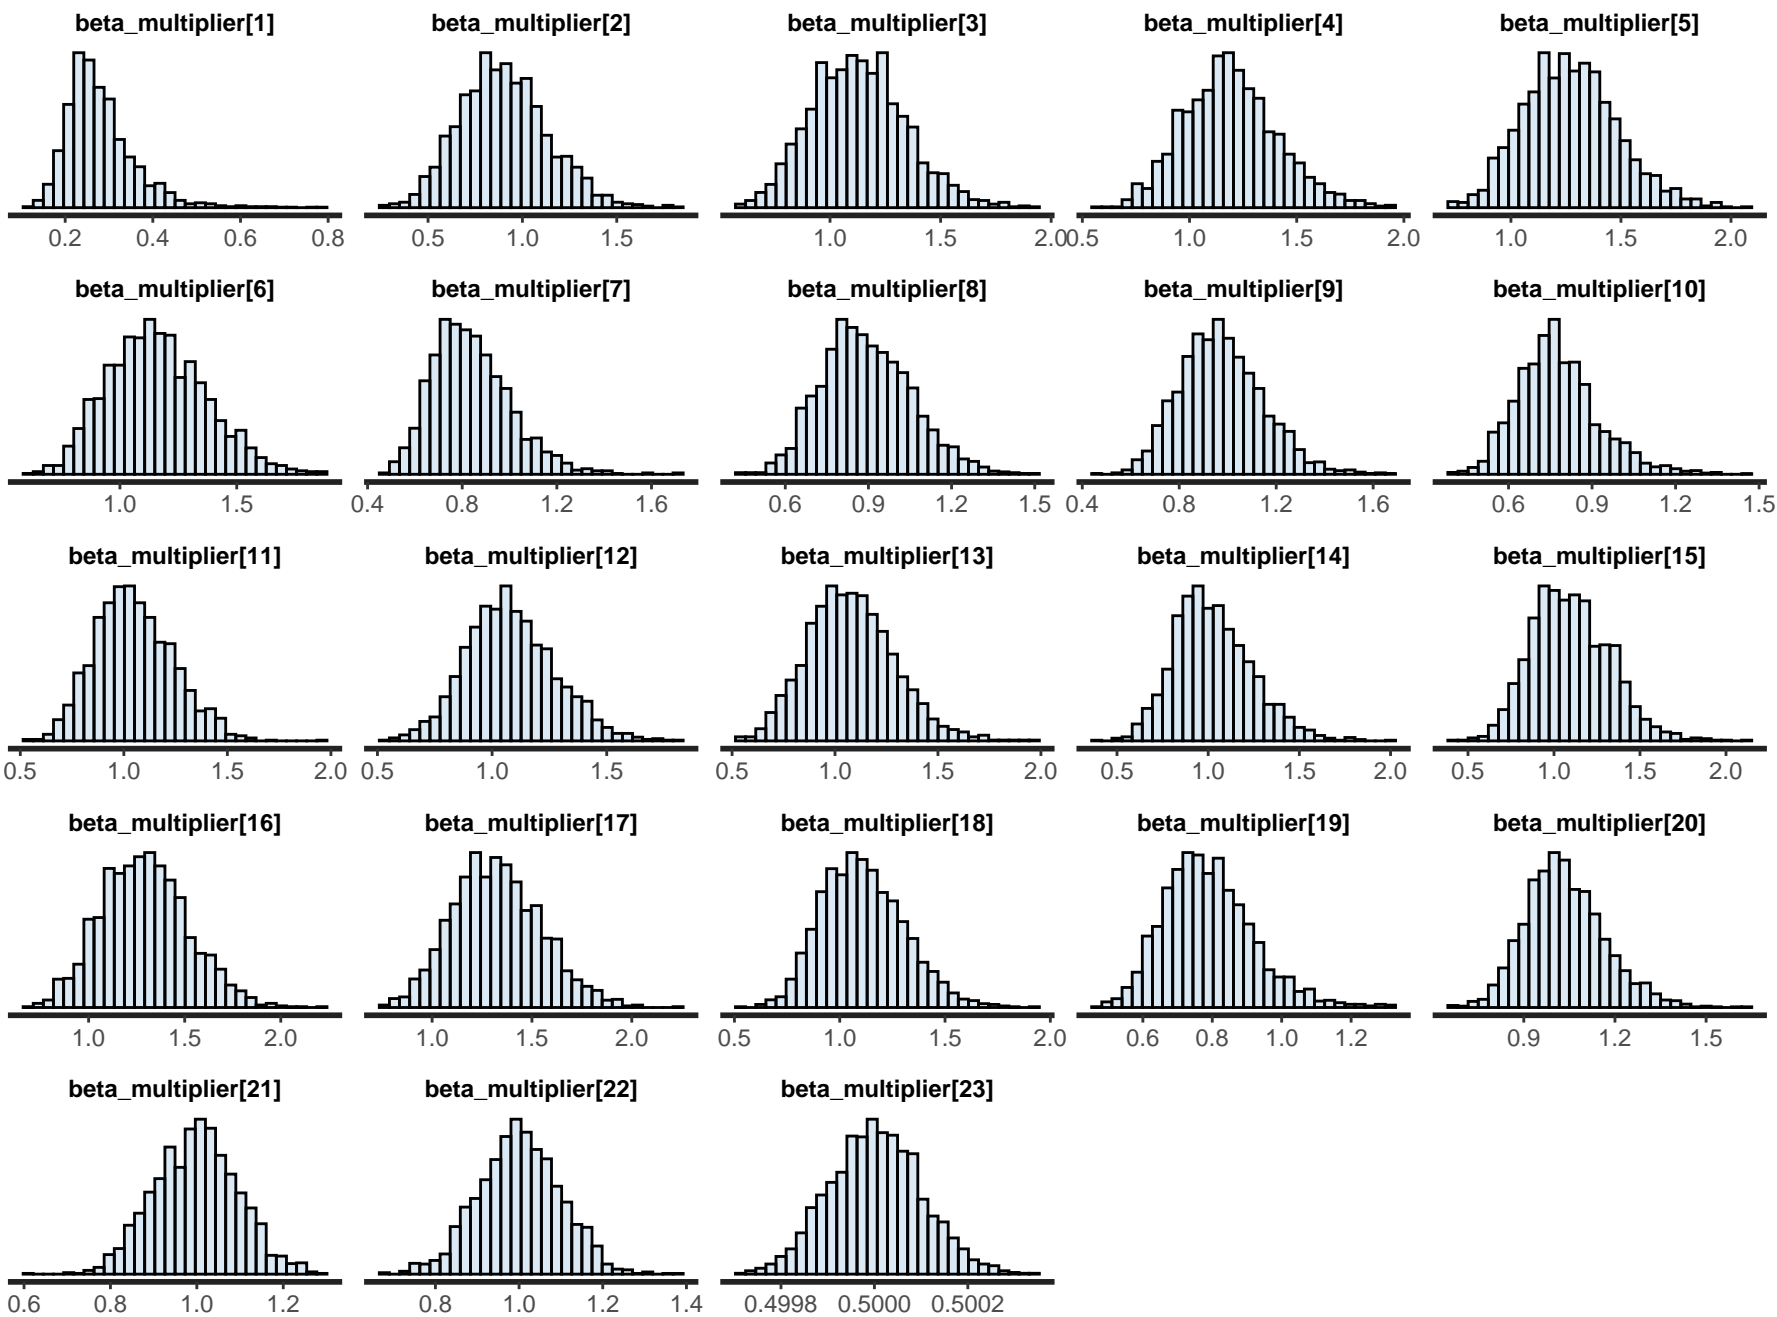 beta_multiplier[1] beta_multiplier[2] beta_multiplier[3] beta_multiplier[4] beta_multiplier[5]
0.2 0.4 0.6 0.8 0.5 1.0 1.5 1.0 1.5 2.0 0.5 1.0 1.5 2.0 1.0 1.5 2.0
beta_multiplier[6] beta_multiplier[7] beta_multiplier[8] beta_multiplier[9] beta_multiplier[10]
1.0 1.5 0.4 0.8 1.2 1.6 0.6 0.9 1.2 1.5 0.4 0.8 1.2 1.6 0.6 0.9 1.2 1.5
beta_multiplier[11] beta_multiplier[12] beta_multiplier[13] beta_multiplier[14] beta_multiplier[15]
0.5 1.0 1.5 2.0 0.5 1.0 1.5 0.5 1.0 1.5 2.0 0.5 1.0 1.5 2.0 0.5 1.0 1.5 2.0
beta_multiplier[16] beta_multiplier[17] beta_multiplier[18] beta_multiplier[19] beta_multiplier[20]
1.0 1.5 2.0 1.0 1.5 2.0 0.5 1.0 1.5 2.0 0.6 0.8 1.0 1.2 0.9 1.2 1.5
beta_multiplier[21] beta_multiplier[22] beta_multiplier[23]
0.6 0.8 1.0 1.2 0.8 1.0 1.2 1.4 0.4998 0.5000 0.5002